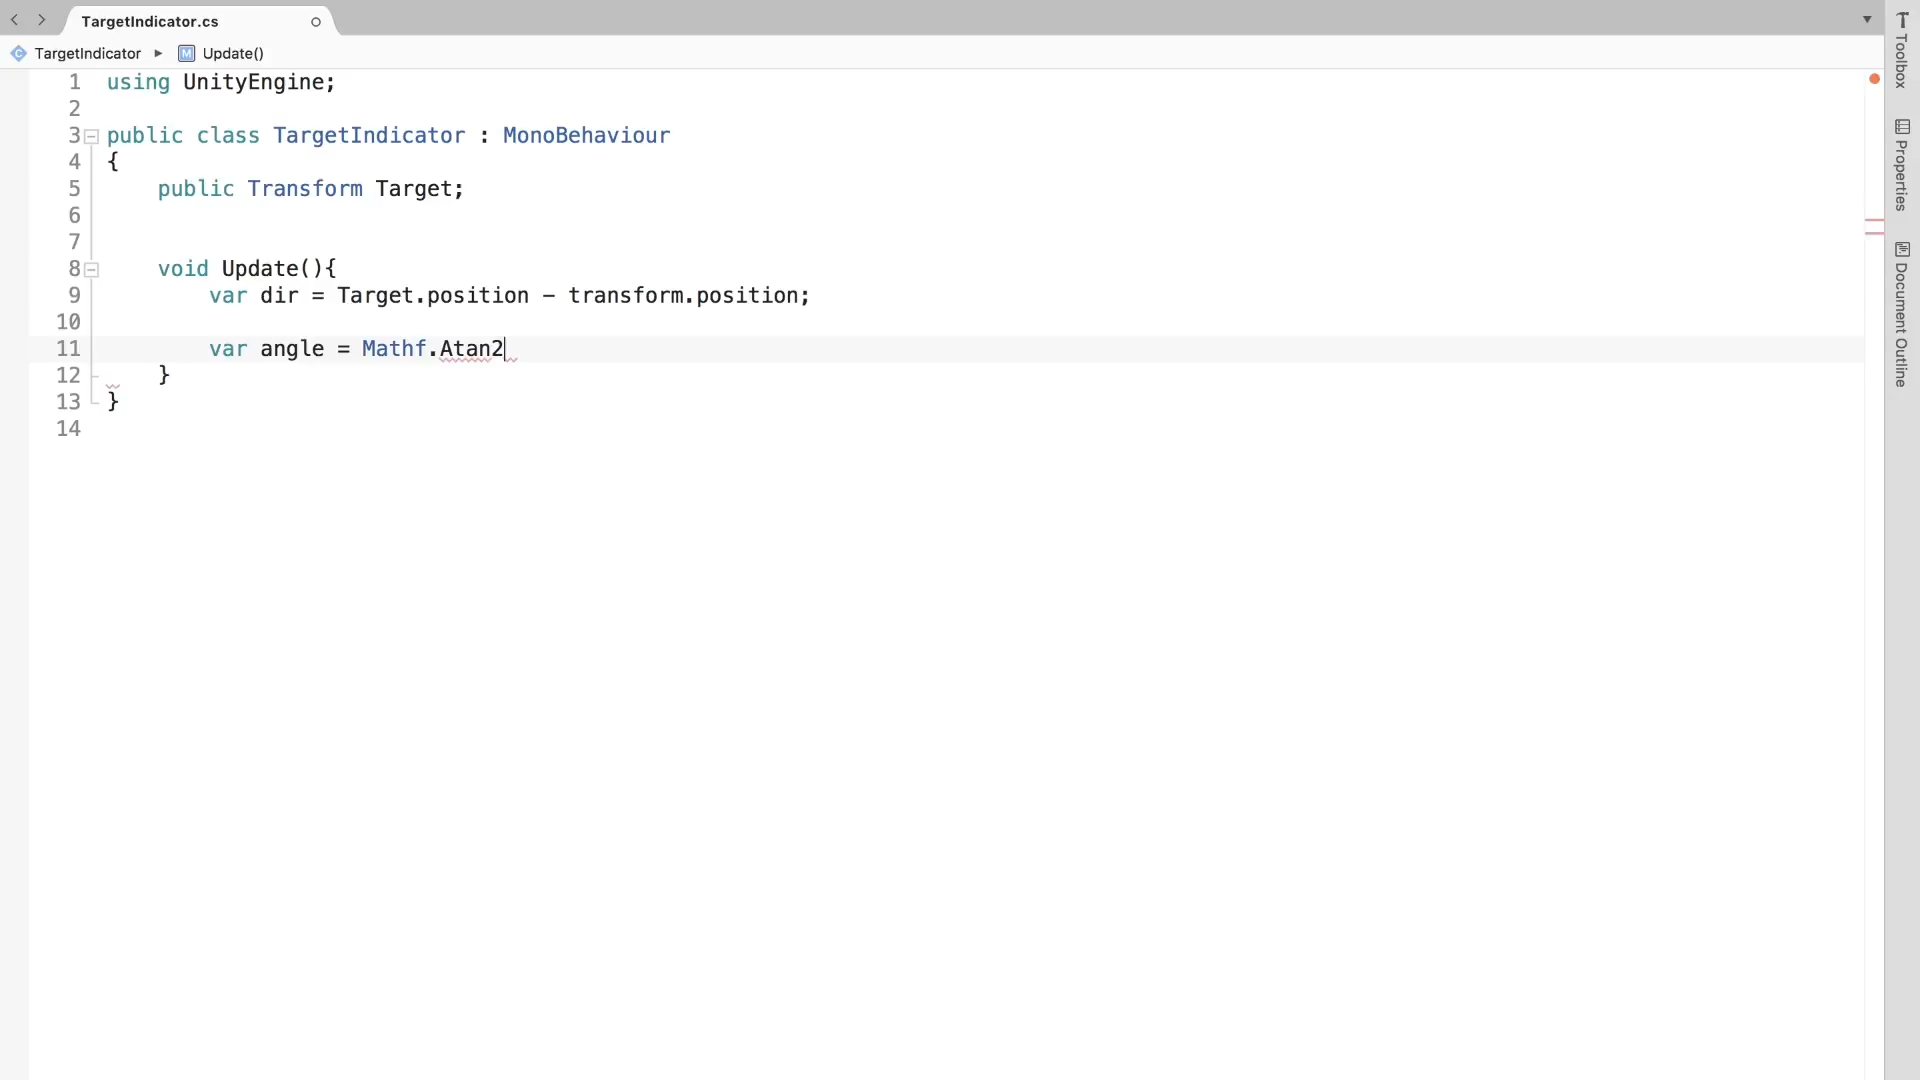 TargetIndicator.cs
TargetIndicator ▸ M Update()
1 using UnityEngine;
2
3 public class TargetIndicator : MonoBehaviour
4 {
5 public Transform Target;
6
7
8 void Update(){
9 var dir = Target.position - transform.position;
10
11 var angle = Mathf.Atan2
12 }
13 }
14
Toolbox
Properties
Document Outline